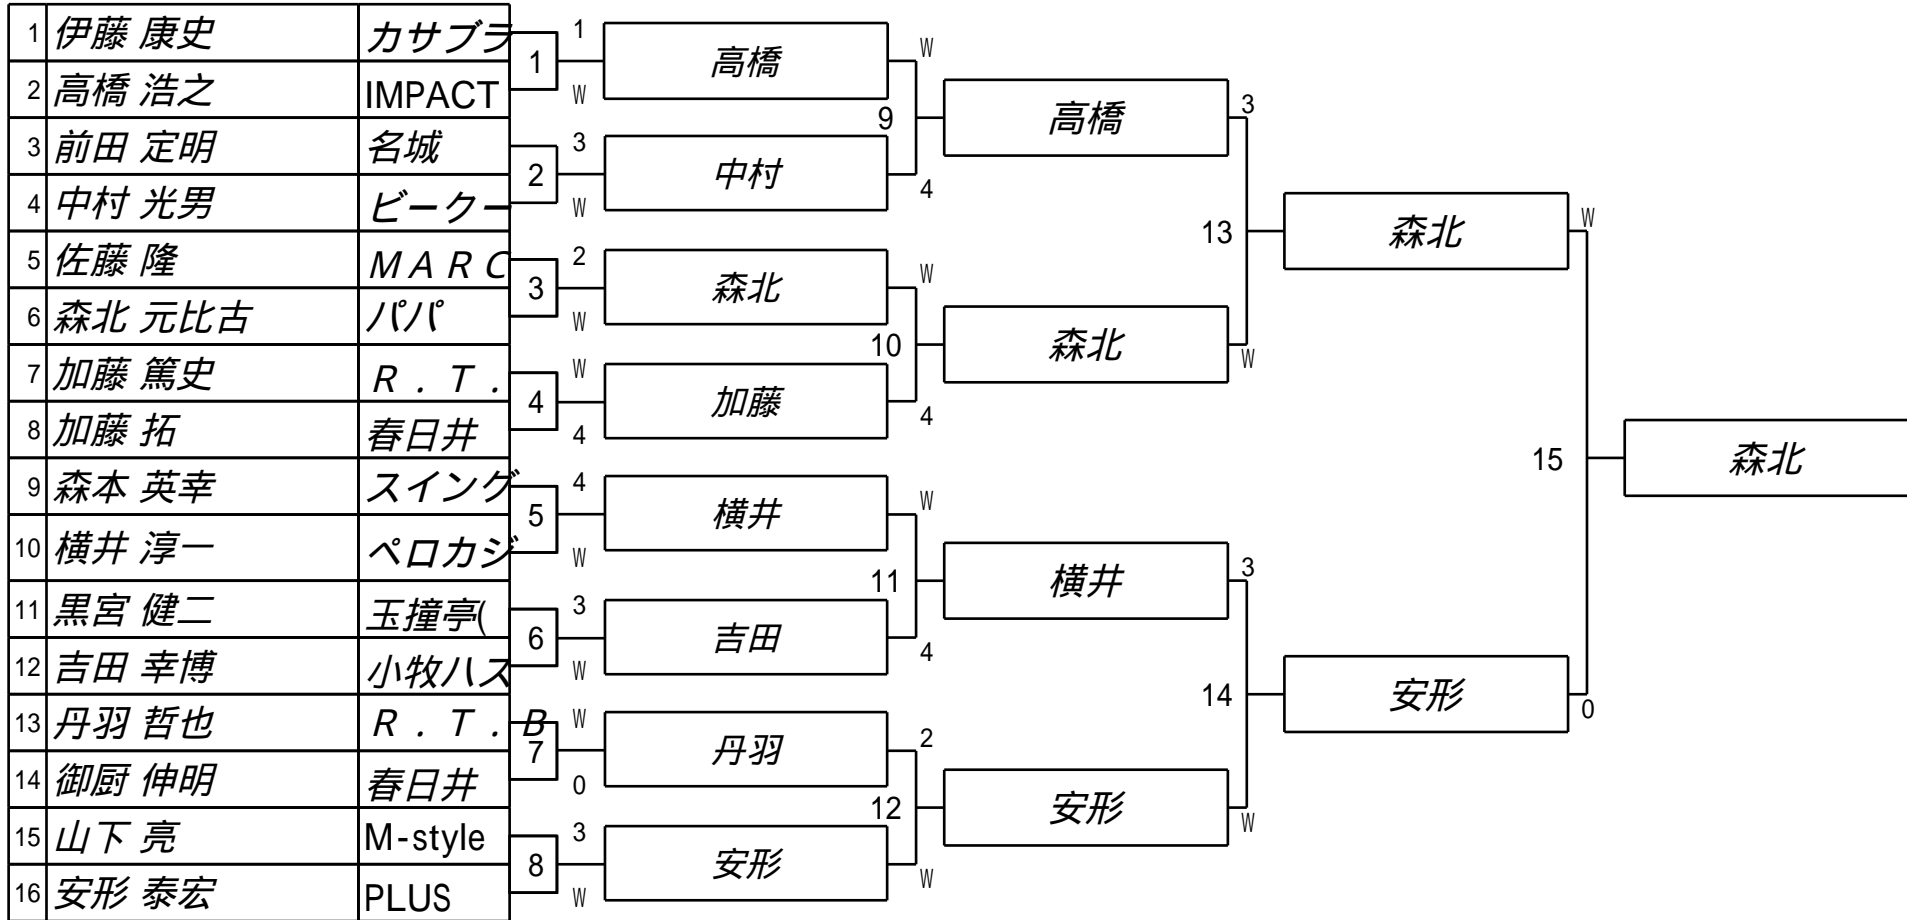 1 伊藤 康史 カサブラ
2 高橋 浩之 IMPACT
3 前田 定明 名城
4 中村 光男 ビークー
5 佐藤 隆 ＭＡＲＣ
6 森北 元比古 パパ
7 加藤 篤史 Ｒ．Ｔ．
8 加藤 拓 春日井
9 森本 英幸 スイング
10 横井 淳一 ペロカジ
11 黒宮 健二 玉撞亭(
12 吉田 幸博 小牧ハス
13 丹羽 哲也 Ｒ．Ｔ．Ｂ
14 御厨 伸明 春日井
15 山下 亮 M-style
16 安形 泰宏 PLUS
1
1
W
2
3
W
3
2
W
4
W
4
5
4
W
6
3
W
7
W
0
8
3
W
高橋
W
9
中村
4
森北
W
10
加藤
4
横井
W
11
吉田
4
丹羽
2
12
安形
W
高橋
3
13
森北
W
横井
3
14
安形
W
森北
W
15
安形
0
森北